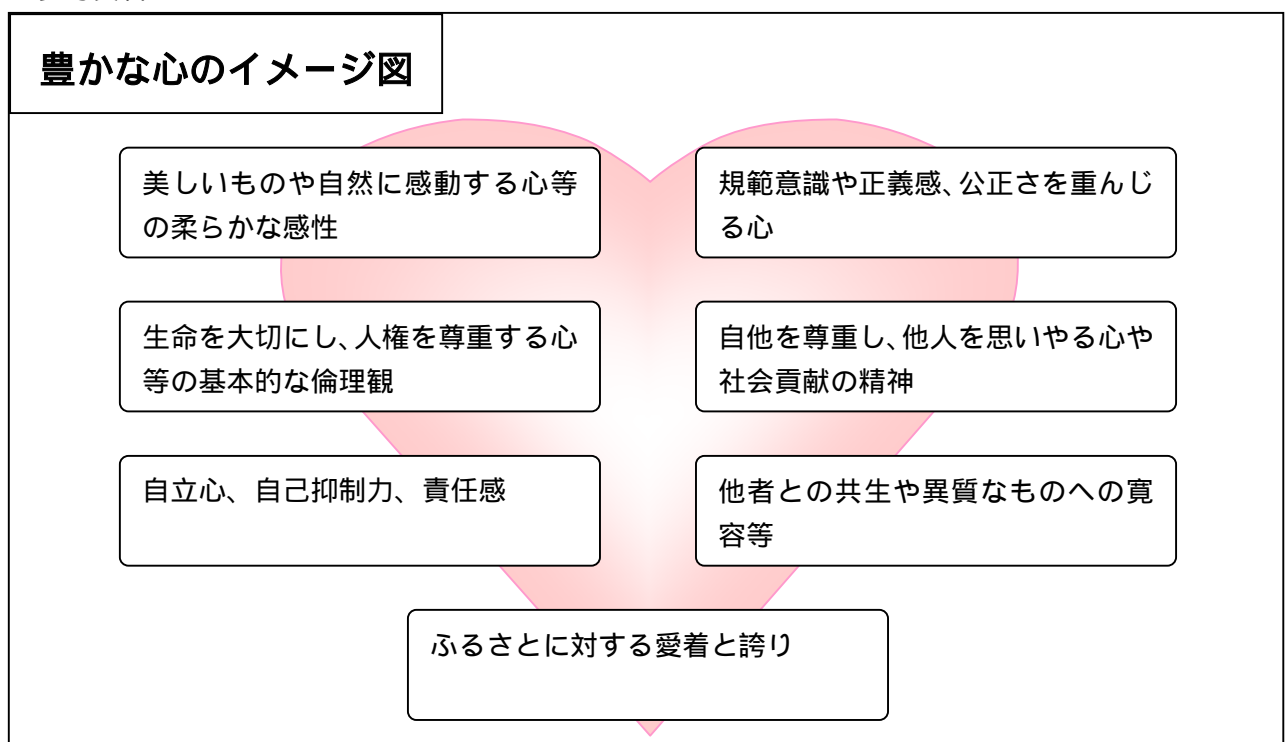 豊かな心のイメージ図
美しいものや自然に感動する心等
の柔らかな感性
規範意識や正義感、公正さを重んじ
る心
生命を大切にし、人権を尊重する心
等の基本的な倫理観
自他を尊重し、他人を思いやる心や
社会貢献の精神
自立心、自己抑制力、責任感
他者との共生や異質なものへの寛
容等
ふるさとに対する愛着と誇り